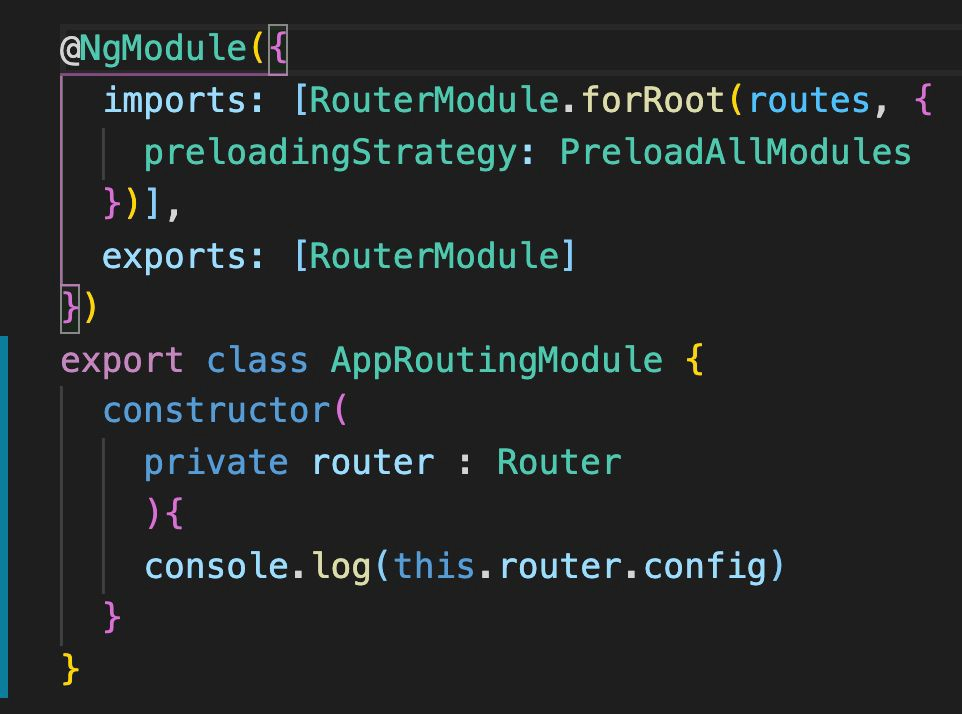 @NgModule({
imports: [RouterModule.forRoot(routes, {
preloadingStrategy: PreloadAllModules
})],
exports: [RouterModule]
})
export class AppRoutingModule {
constructor(
private router : Router
){
console.log(this.router.config)
}
}